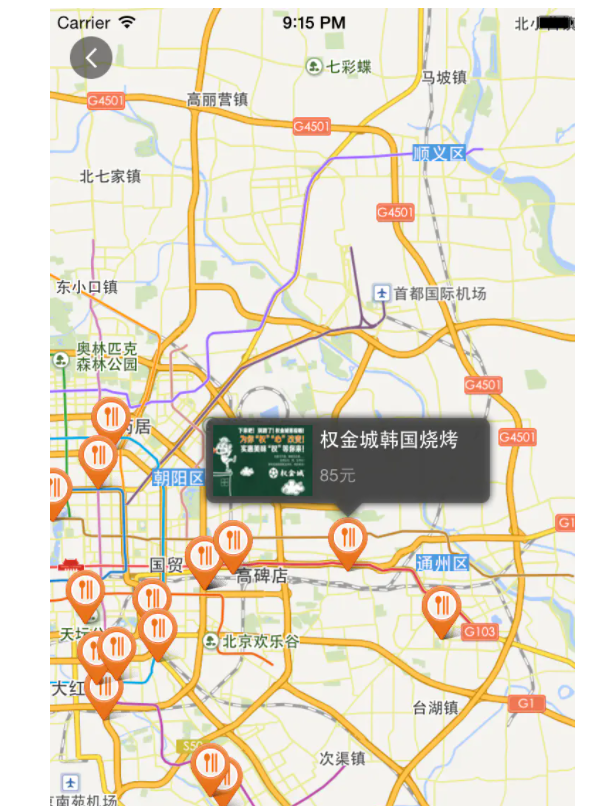 Carrier
9:15 PM
七彩蝶
马坡镇
G4501
高丽营镇
G4501
顺义区
北七家镇
G4501
东小口镇
首都国际机场
奥林匹克
森林公园
G4501
居
权金城韩国烧烤
85元
权金城
G4501
朝阳区
G1
国贸
高碑店
通州区
天坛公
G103
北京欢乐谷
大红
台湖镇
G1
S50
次渠镇
南苑机场